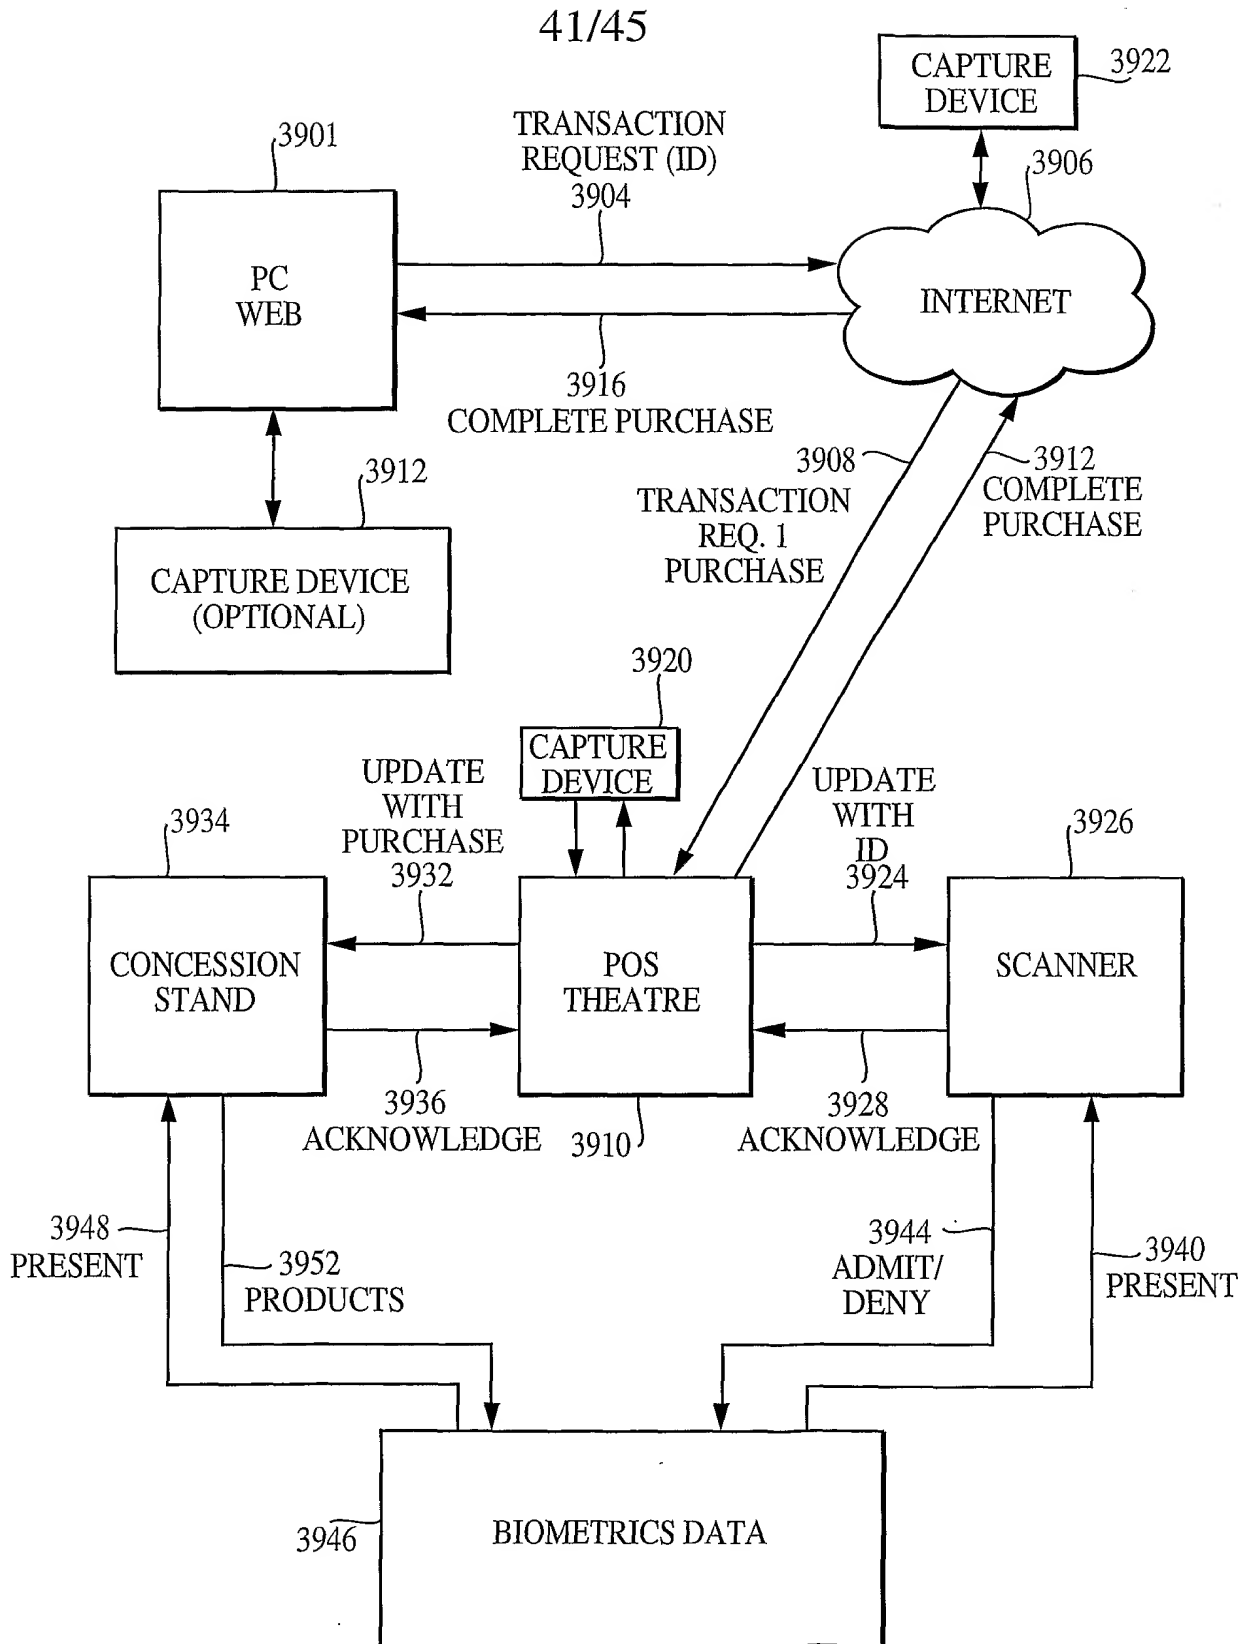 41/45
CAPTURE
DEVICE
3922
TRANSACTION
REQUEST (ID)
3904
3901
3906
PC
WEB
INTERNET
3916
COMPLETE PURCHASE
3912
CAPTURE DEVICE
(OPTIONAL)
3908
TRANSACTION
REQ. 1
PURCHASE
3912
COMPLETE
PURCHASE
3920
CAPTURE
DEVICE
UPDATE
WITH
PURCHASE
3932
UPDATE
WITH
ID
3924
3934
3926
CONCESSION
STAND
POS
THEATRE
SCANNER
3936
ACKNOWLEDGE
3910
3928
ACKNOWLEDGE
3948
PRESENT
3952
PRODUCTS
3944
ADMIT/
DENY
3940
PRESENT
3946
BIOMETRICS DATA